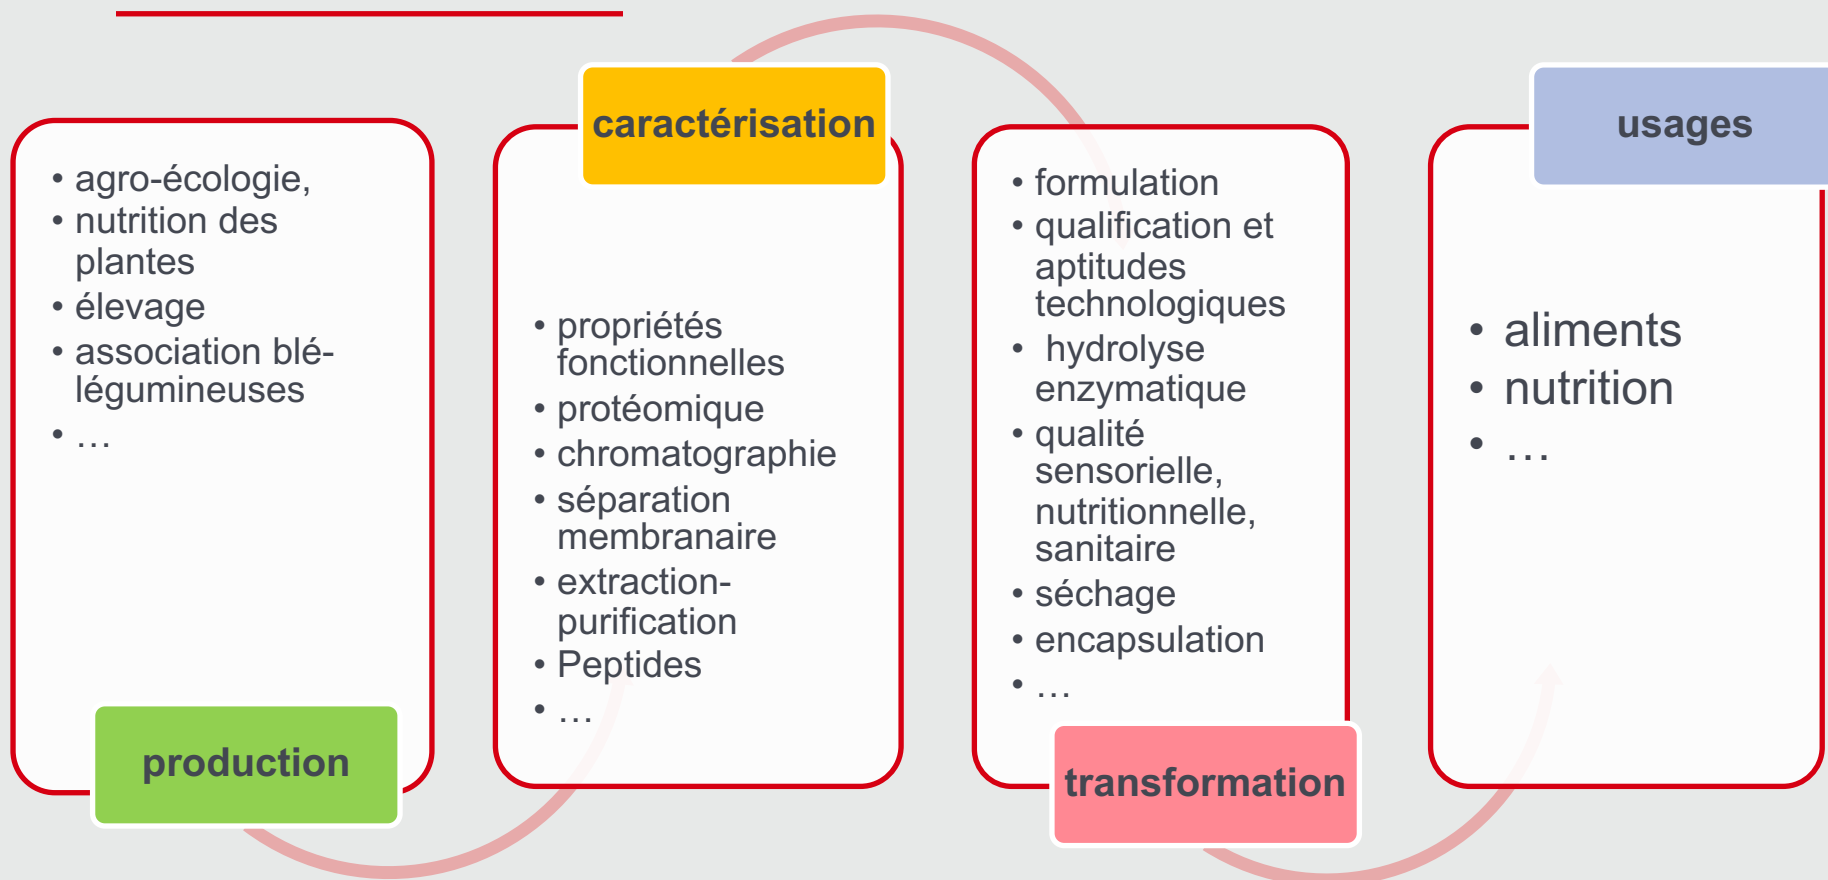 • agro-écologie,
• nutrition des
plantes
• élevage
• association blé-
légumineuses
• …
production
caractérisation
• propriétés
fonctionnelles
• protéomique
• chromatographie
• séparation
membranaire
• extraction-
purification
• Peptides
• …
• formulation
• qualification et
aptitudes
technologiques
• hydrolyse
enzymatique
• qualité
sensorielle,
nutritionnelle,
sanitaire
• séchage
• encapsulation
• …
transformation
usages
• aliments
• nutrition
• …